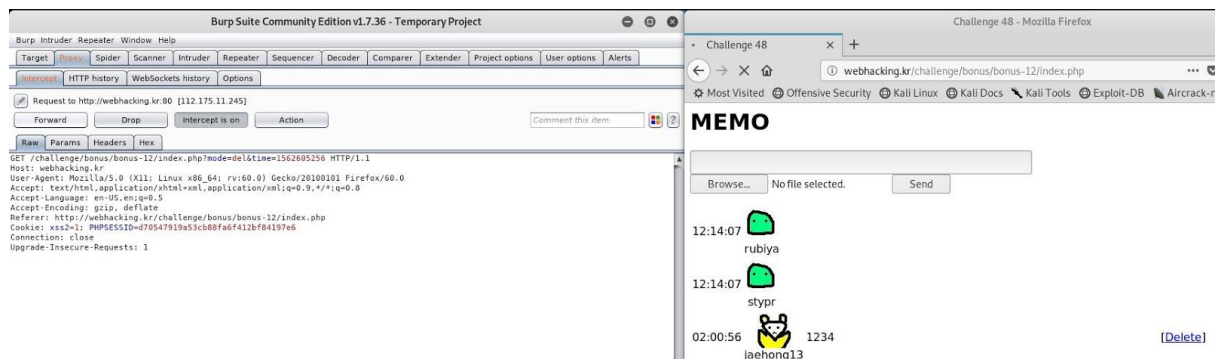 Burp Suite Community Edition v1.7.36 - Temporary Project
Burp Intruder Repeater Window Help
Target Proxy Spider Scanner Intruder Repeater Sequencer Decoder Comparer Extender Project options User options Alerts
Intercept HTTP history WebSockets history Options
Request to http://webhacking.kr:80 [112.175.11.245]
Forward Drop Intercept is on Action Comment this item ?
Raw Params Headers Hex
GET /challenge/bonus/bonus-12/index.php?mode=del&time=1562605256 HTTP/1.1
Host: webhacking.kr
User-Agent: Mozilla/5.0 (X11; Linux x86_64; rv:60.0) Gecko/20100101 Firefox/60.0
Accept: text/html,application/xhtml+xml,application/xml;q=0.9,*/*;q=0.8
Accept-Language: en-US,en;q=0.5
Accept-Encoding: gzip, deflate
Referer: http://webhacking.kr/challenge/bonus/bonus-12/index.php
Cookie: xss2=1; PHPSESSID=d70547919a53cb88fa6f412bf84197e6
Connection: close
Upgrade-Insecure-Requests: 1
Challenge 48 - Mozilla Firefox
Challenge 48
webhacking.kr/challenge/bonus/bonus-12/index.php
Most Visited Offensive Security Kali Linux Kali Docs Kali Tools Exploit-DB Aircrack-n
MEMO
Browse... No file selected. Send
12:14:07
rubiya
12:14:07
stypr
02:00:56 1234 [Delete]
jaehong13